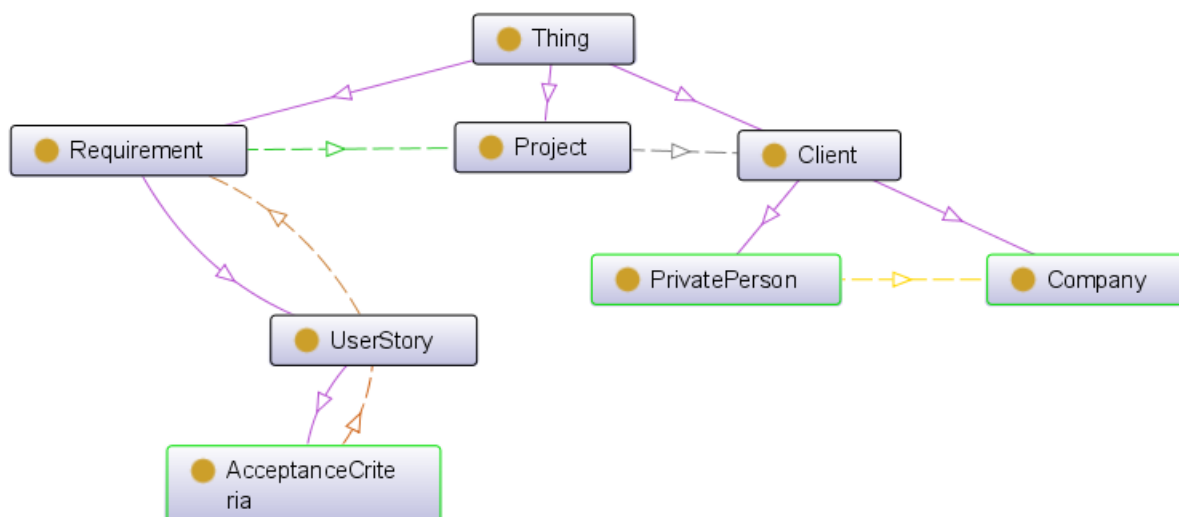 Thing
Requirement
Project
Client
PrivatePerson
Company
UserStory
AcceptanceCrite
ria